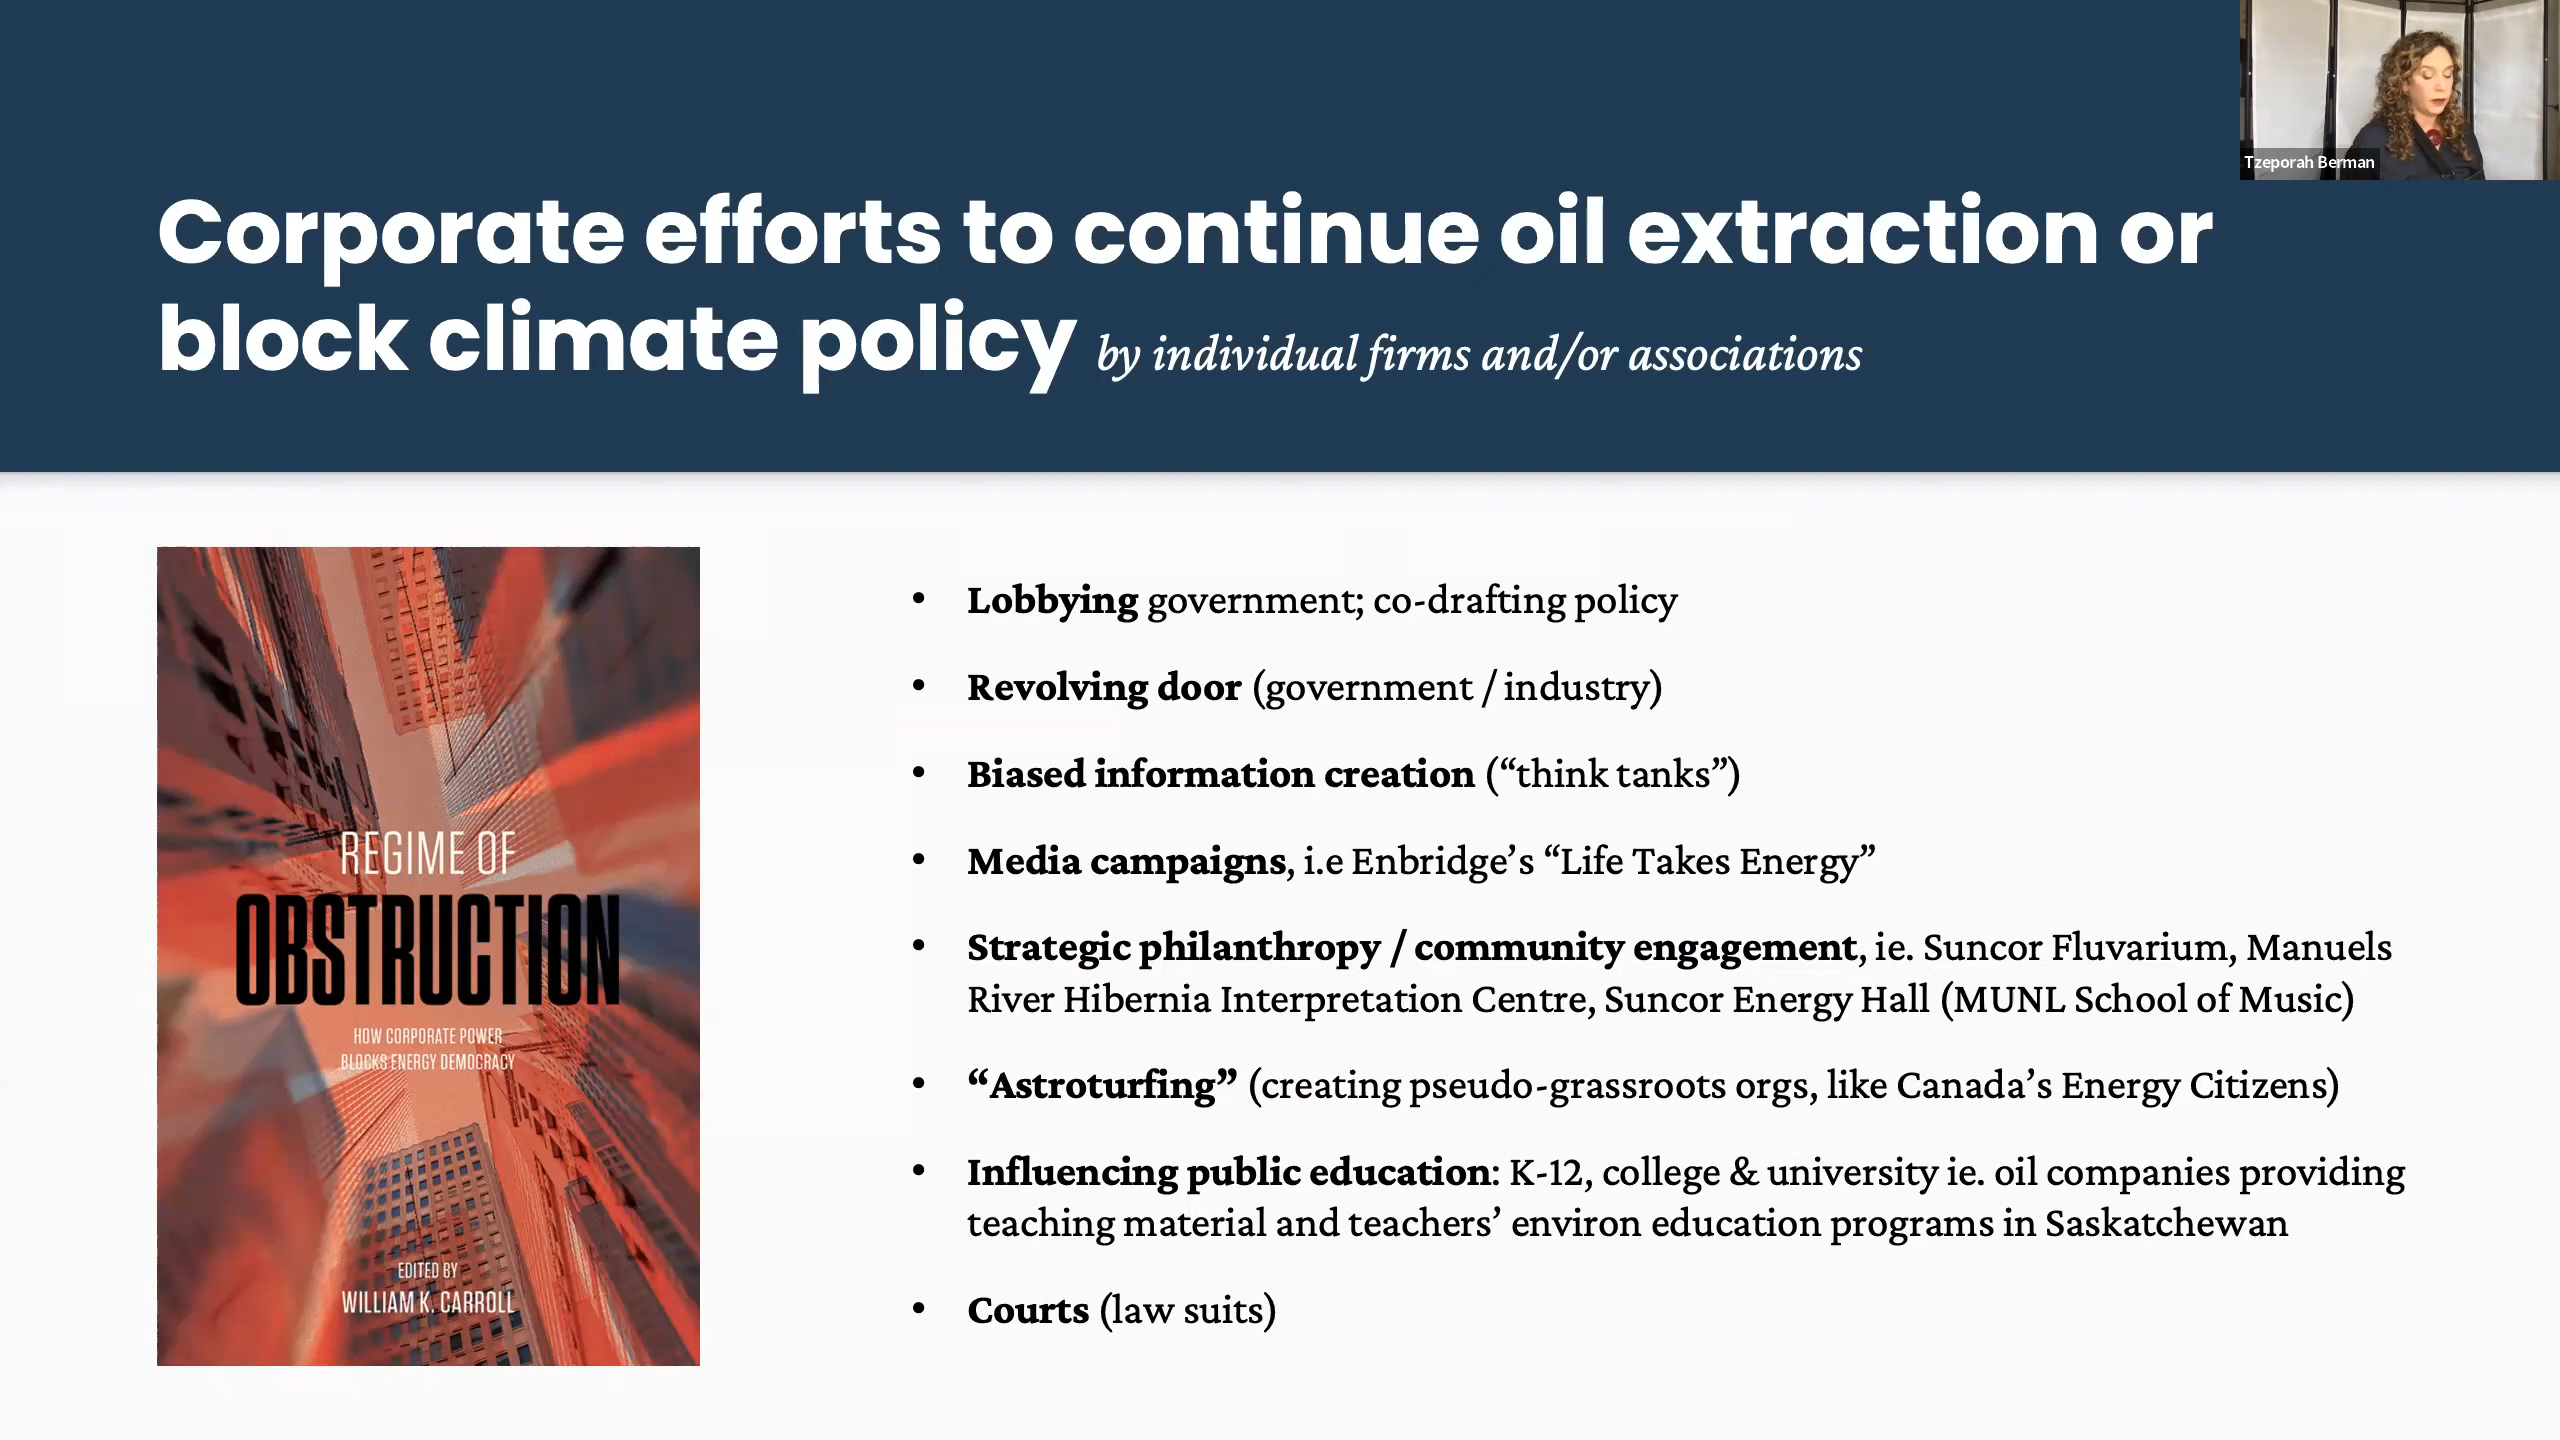 Tzeporah Berman
Corporate efforts to continue oil extraction or
block climate policy by individual firms and/or associations
REGIME OF
OBSTRUCTION
HOW CORPORATE POWER
BLOCKS ENERGY DEMOCRACY
EDITED BY
WILLIAM K. CARROLL
• Lobbying government; co-drafting policy
• Revolving door (government / industry)
• Biased information creation (“think tanks”)
• Media campaigns, i.e Enbridge’s “Life Takes Energy”
• Strategic philanthropy / community engagement, ie. Suncor Fluvarium, Manuels
River Hibernia Interpretation Centre, Suncor Energy Hall (MUNL School of Music)
• “Astroturfing” (creating pseudo-grassroots orgs, like Canada’s Energy Citizens)
• Influencing public education: K-12, college & university ie. oil companies providing
teaching material and teachers’ environ education programs in Saskatchewan
• Courts (law suits)